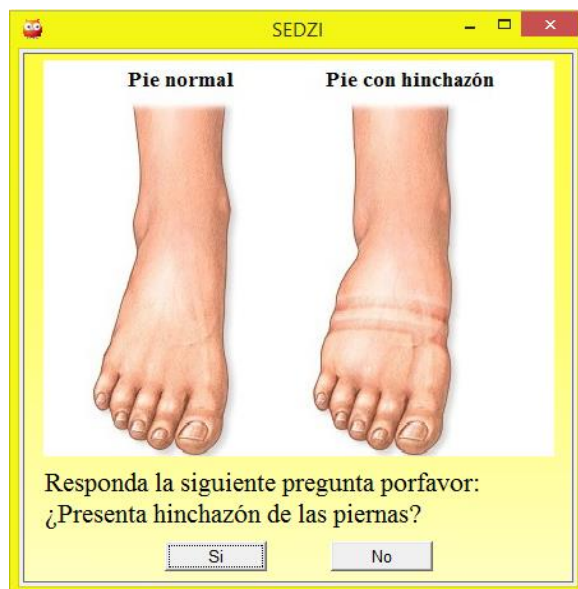 SEDZI
Pie normal Pie con hinchazón
Responda la siguiente pregunta porfavor:
¿Presenta hinchazón de las piernas?
Si No